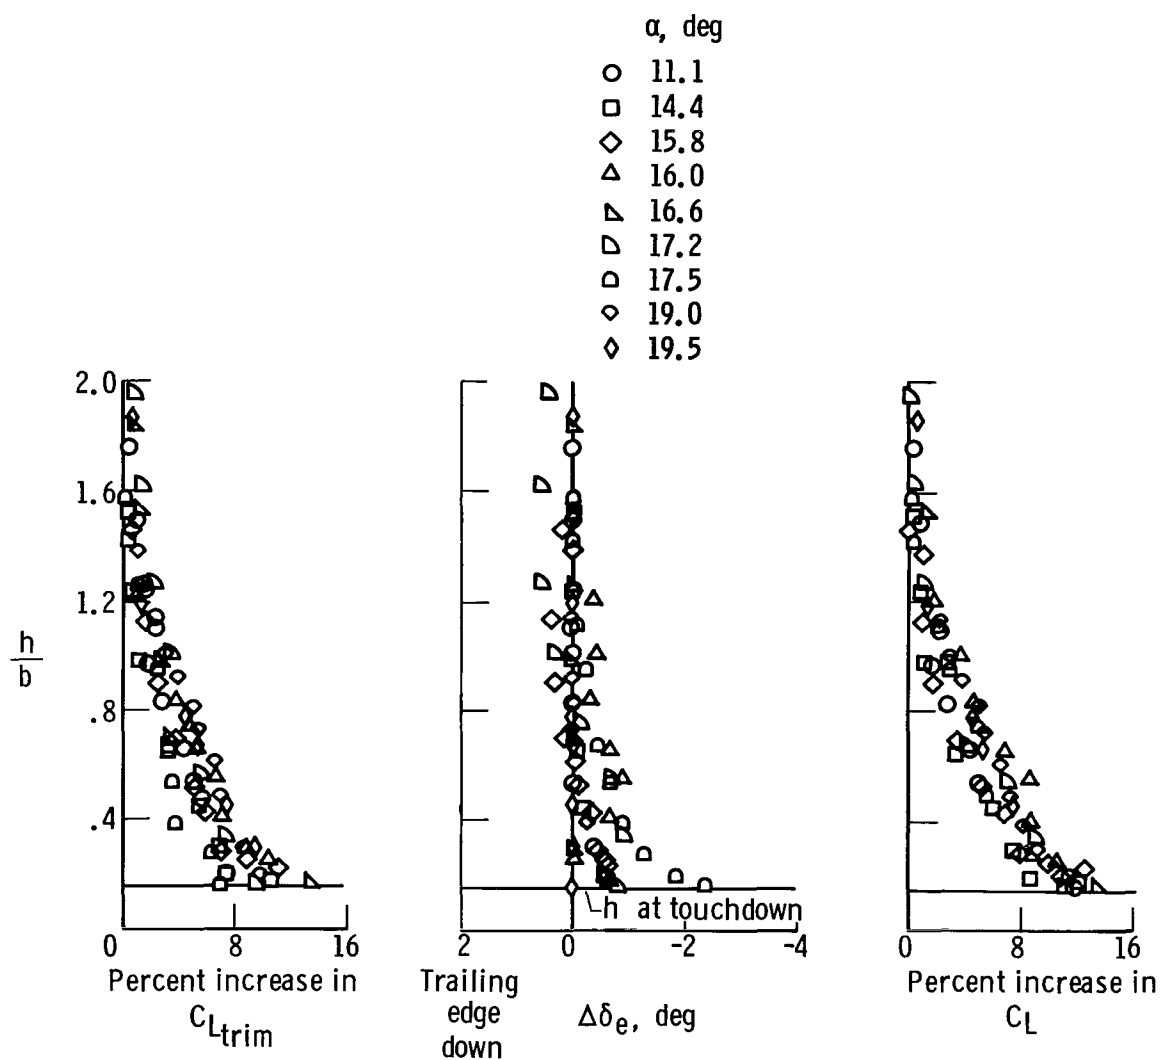 α, deg
11.1
14.4
15.8
16.0
16.6
17.2
17.5
19.0
19.5
2.0
1.6
1.2
h
b
.8
.4
h at touchdown
0 8 16
2 0 -2 -4
0 8 16
Percent increase in
C_Ltrim
Trailing
edge
down
Δδe, deg
Percent increase in
C_L